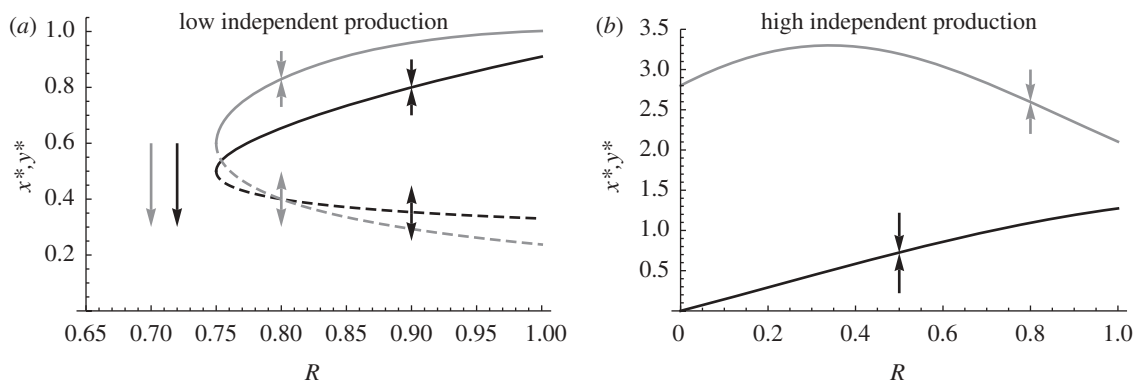 (a) low independent production
1.0
0.8
0.6
0.4
0.2
x*,y*
0.65 0.70 0.75 0.80 0.85 0.90 0.95 1.00
R
(b) high independent production
3.5
3.0
2.5
2.0
1.5
1.0
0.5
x*,y*
0 0.2 0.4 0.6 0.8 1.0
R